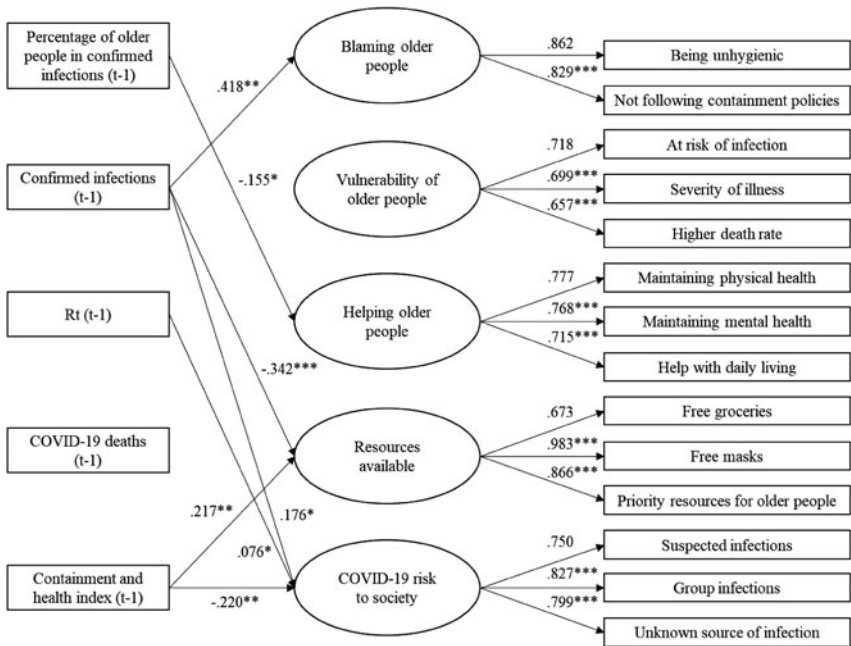 Percentage of older
people in confirmed
infections (t-1)
Confirmed infections
(t-1)
Rt (t-1)
COVID-19 deaths
(t-1)
Containment and
health index (t-1)
.418**
-.155*
-.342***
.217**
.176*
.076*
-.220**
Blaming older
people
Vulnerability of
older people
Helping older
people
Resources
available
COVID-19 risk
to society
.862
.829***
.718
.699***
.657***
.777
.768***
.715***
.673
.983***
.866***
.750
.827***
.799***
Being unhygienic
Not following containment policies
At risk of infection
Severity of illness
Higher death rate
Maintaining physical health
Maintaining mental health
Help with daily living
Free groceries
Free masks
Priority resources for older people
Suspected infections
Group infections
Unknown source of infection